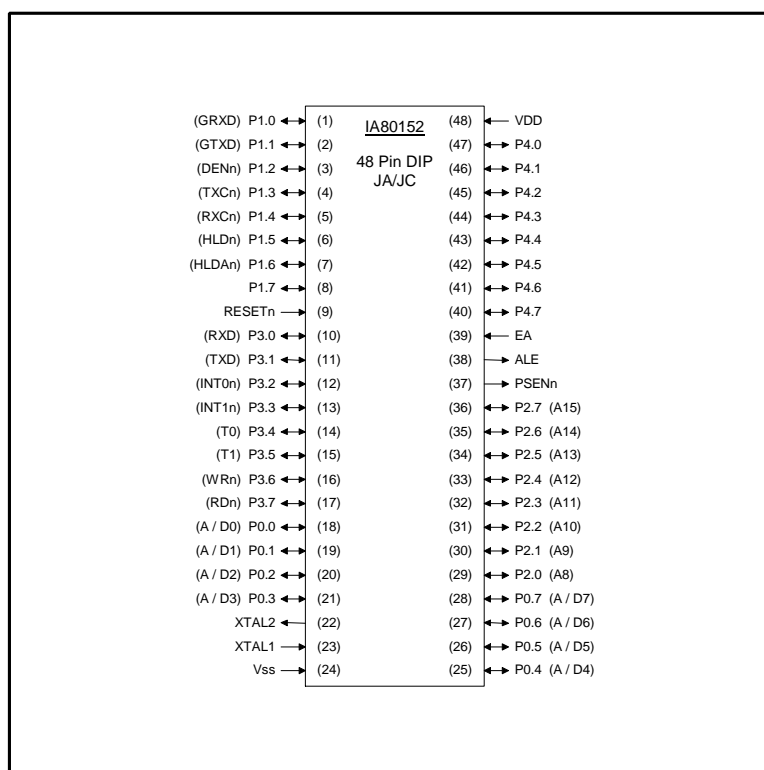 IA80152
48 Pin DIP
JA/JC
(GRXD) P1.0 (1) (48) VDD
(GTXD) P1.1 (2) (47) P4.0
(DENn) P1.2 (3) (46) P4.1
(TXCn) P1.3 (4) (45) P4.2
(RXCn) P1.4 (5) (44) P4.3
(HLDn) P1.5 (6) (43) P4.4
(HLDAn) P1.6 (7) (42) P4.5
P1.7 (8) (41) P4.6
RESETn (9) (40) P4.7
(RXD) P3.0 (10) (39) EA
(TXD) P3.1 (11) (38) ALE
(INT0n) P3.2 (12) (37) PSENn
(INT1n) P3.3 (13) (36) P2.7 (A15)
(T0) P3.4 (14) (35) P2.6 (A14)
(T1) P3.5 (15) (34) P2.5 (A13)
(WRn) P3.6 (16) (33) P2.4 (A12)
(RDn) P3.7 (17) (32) P2.3 (A11)
(A / D0) P0.0 (18) (31) P2.2 (A10)
(A / D1) P0.1 (19) (30) P2.1 (A9)
(A / D2) P0.2 (20) (29) P2.0 (A8)
(A / D3) P0.3 (21) (28) P0.7 (A / D7)
XTAL2 (22) (27) P0.6 (A / D6)
XTAL1 (23) (26) P0.5 (A / D5)
Vss (24) (25) P0.4 (A / D4)